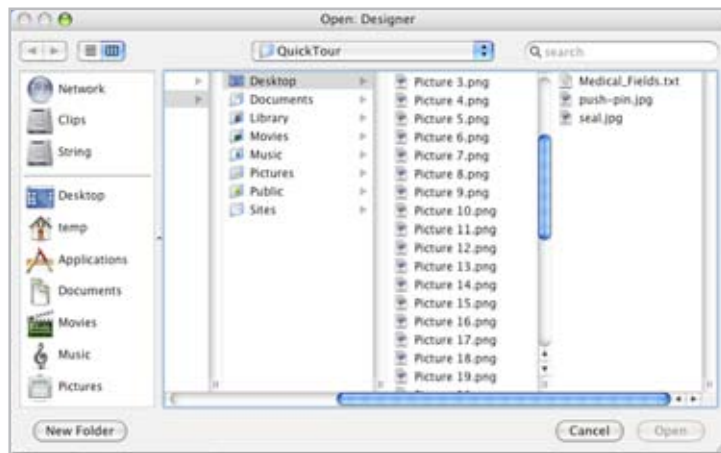 Open: Designer
QuickTour
search
Network
Clips
String
Desktop
temp
Applications
Documents
Movies
Music
Pictures
Desktop
Documents
Library
Movies
Music
Pictures
Public
Sites
Picture 3.png
Picture 4.png
Picture 5.png
Picture 6.png
Picture 7.png
Picture 8.png
Picture 9.png
Picture 10.png
Picture 11.png
Picture 12.png
Picture 13.png
Picture 14.png
Picture 15.png
Picture 16.png
Picture 17.png
Picture 18.png
Picture 19.png
Medical_Fields.txt
push-pin.jpg
seal.jpg
New Folder
Cancel
Open